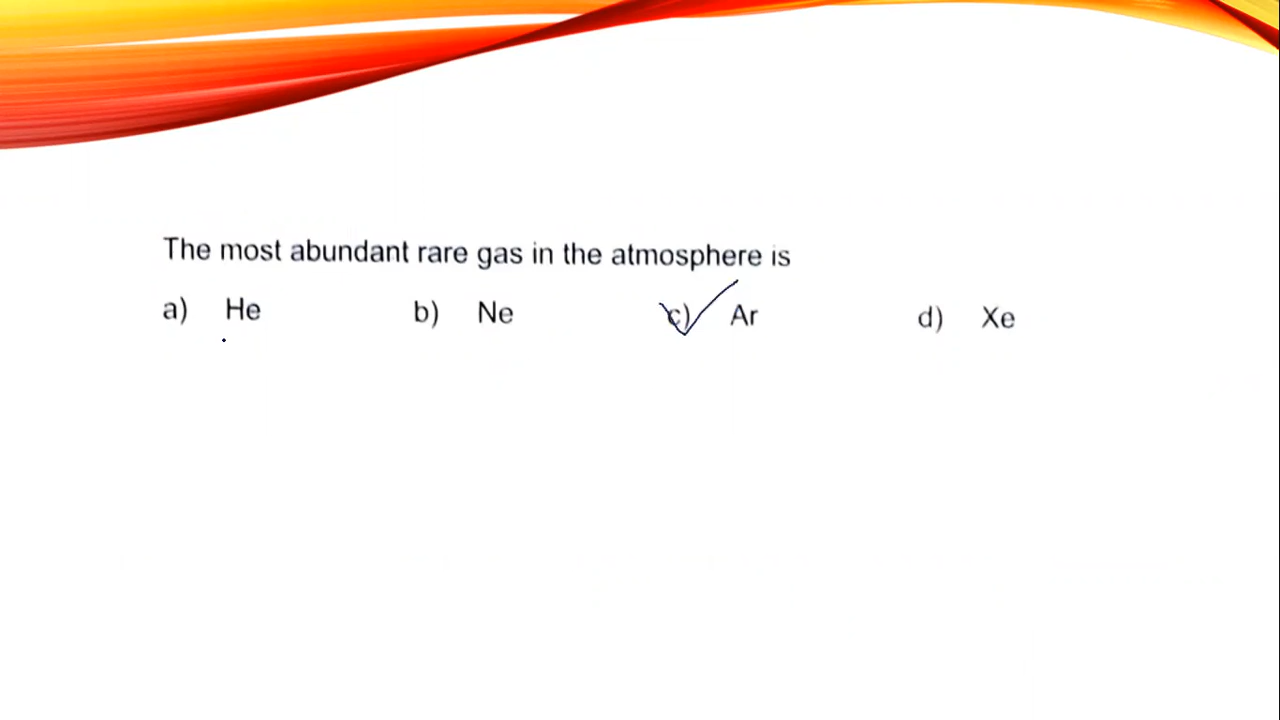 The most abundant rare gas in the atmosphere is
a) He b) Ne c) Ar d) Xe